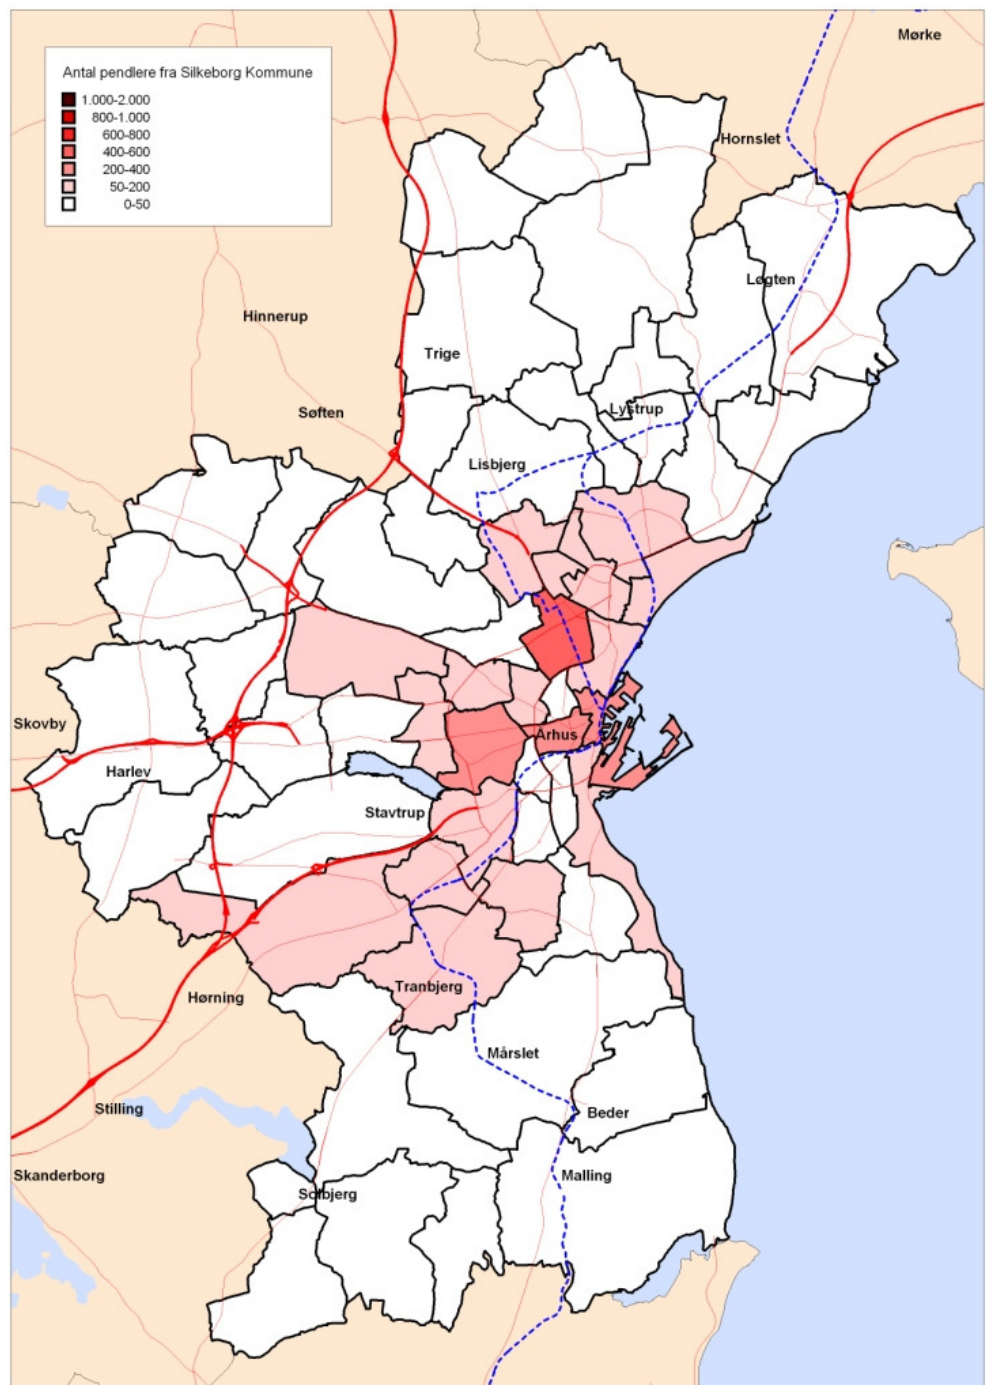 Mørke
Antal pendlere fra Silkeborg Kommune
1.000-2.000
800-1.000
600-800
400-600
200-400
50-200
0-50
Hornslet
Løgten
Hinnerup
Trige
Søften
Lystrup
Lisbjerg
Skovby
Århus
Harlev
Stavtrup
Tranbjerg
Hørning
Mårslet
Stilling
Beder
Skanderborg
Malling
Solbjerg